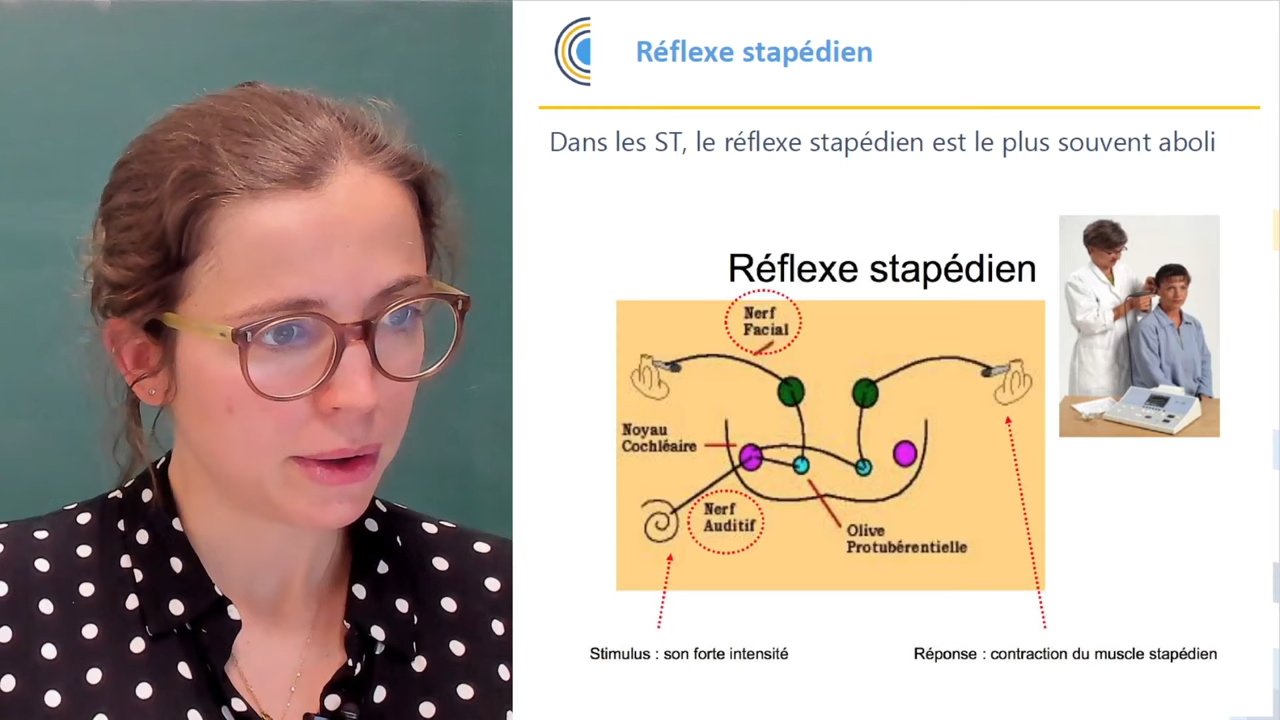 Réflexe stapédien
Dans les ST, le réflexe stapédien est le plus souvent aboli
Réflexe stapédien
Nerf
Facial
Noyau
Cochléaire
Nerf
Auditif
Olive
Protubérentielle
Stimulus : son forte intensité
Réponse : contraction du muscle stapédien